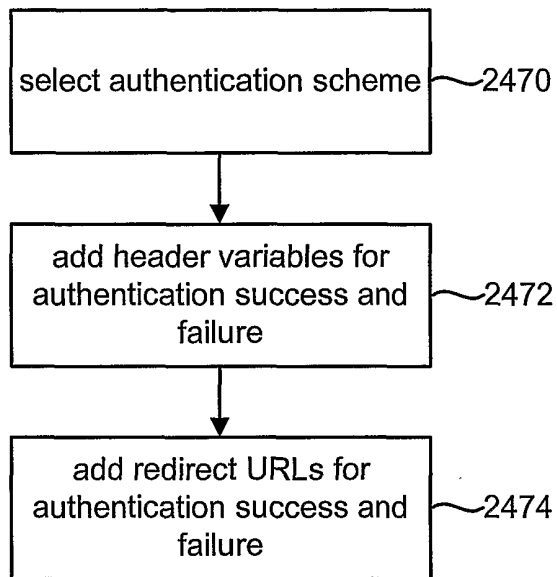 select authentication scheme 2470
add header variables for
authentication success and 2472
failure
add redirect URLs for
authentication success and 2474
failure